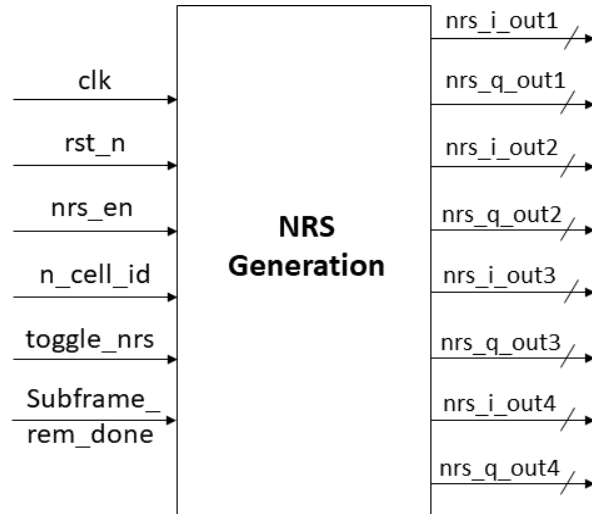 clk
rst_n
nrs_en
n_cell_id
toggle_nrs
Subframe_
rem_done
NRS
Generation
nrs_i_out1
nrs_q_out1
nrs_i_out2
nrs_q_out2
nrs_i_out3
nrs_q_out3
nrs_i_out4
nrs_q_out4